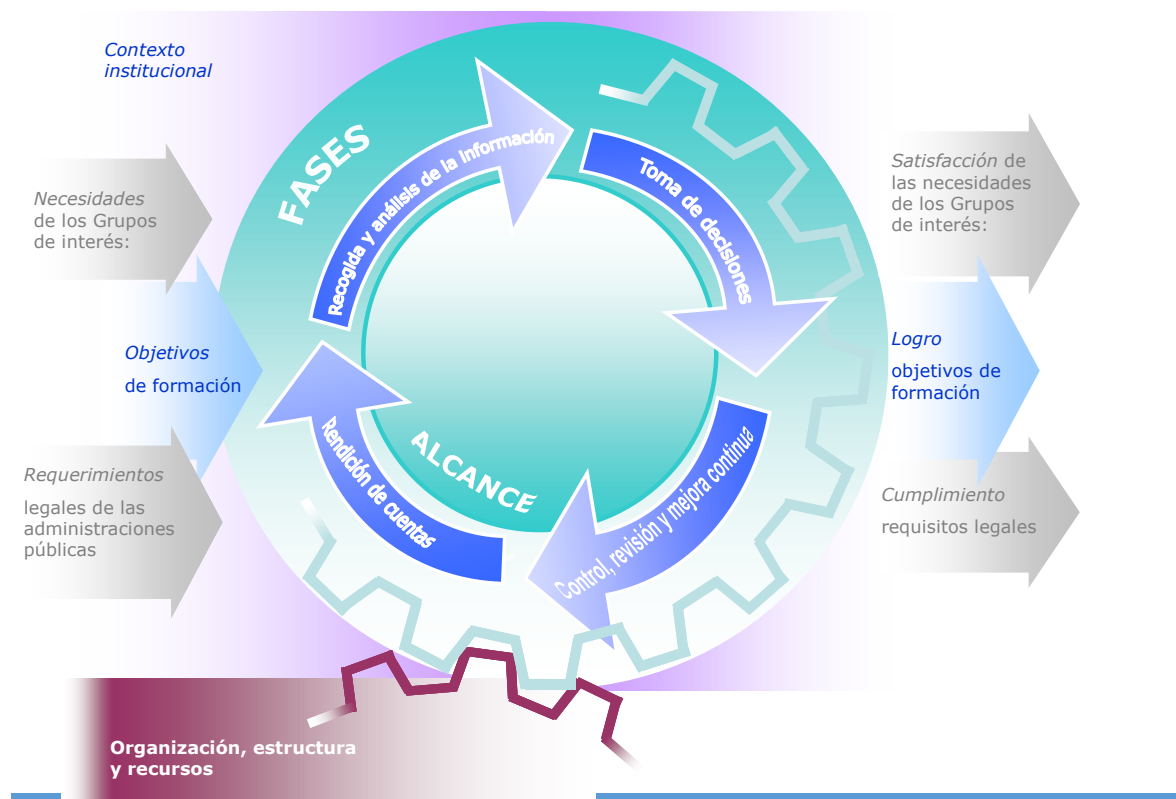 Contexto
institucional
Necesidades
de los Grupos
de interés:
Objetivos
de formación
Requerimientos
legales de las
administraciones
públicas
FASES
Recogida y análisis de la información
Toma de decisiones
Control, revisión y mejora continua
Rendición de cuentas
ALCANCE
Satisfacción de
las necesidades
de los Grupos
de interés:
Logro
objetivos de
formación
Cumplimiento
requisitos legales
Organización, estructura
y recursos